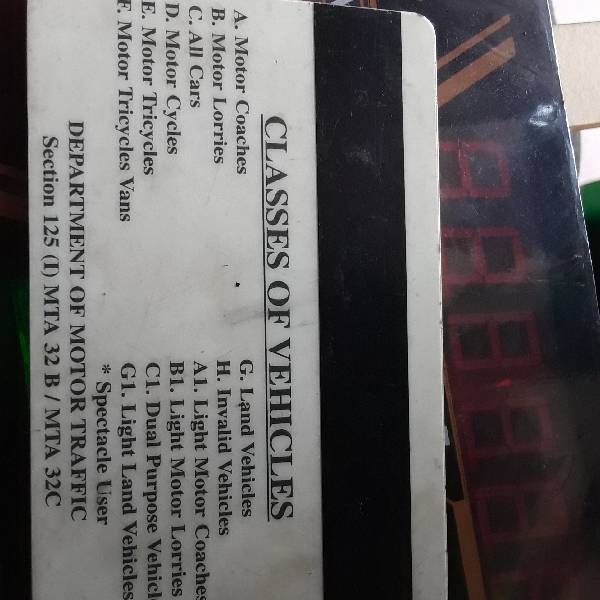 CLASSES OF VEHICLES
A. Motor Coaches
B. Motor Lorries
C. All Cars
D. Motor Cycles
E. Motor Tricycles
F. Motor Tricycles Vans
G. Land Vehicles
H. Invalid Vehicles
A1. Light Motor Coaches
B1. Light Motor Lorries
C1. Dual Purpose
G1. Light Land Vehicles
* Spectacle User
DEPARTMENT OF MOTOR TRAFFIC
Section 125 (I) MTA 32 B / MTA 32C